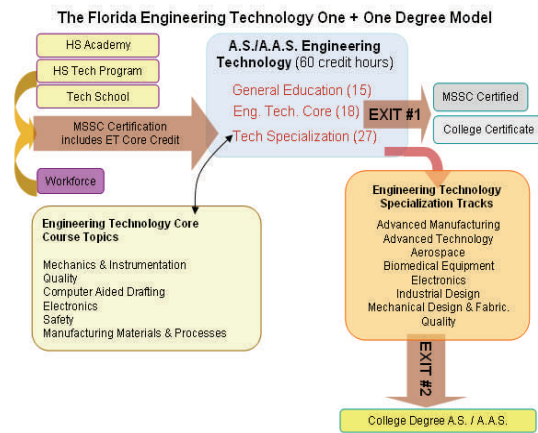 The Florida Engineering Technology One + One Degree Model
HS Academy
HS Tech Program
Tech School
MSSC Certification
includes ET Core Credit
Workforce
A.S./A.A.S. Engineering
Technology (60 credit hours)
General Education (15)
Eng. Tech. Core (18)
Tech Specialization (27)
EXIT #1
MSSC Certified
College Certificate
Engineering Technology Core
Course Topics
Mechanics & Instrumentation
Quality
Computer Aided Drafting
Electronics
Safety
Manufacturing Materials & Processes
Engineering Technology
Specialization Tracks
Advanced Manufacturing
Advanced Technology
Aerospace
Biomedical Equipment
Electronics
Industrial Design
Mechanical Design & Fabric.
Quality
EXIT #2
College Degree A.S. / A.A.S.